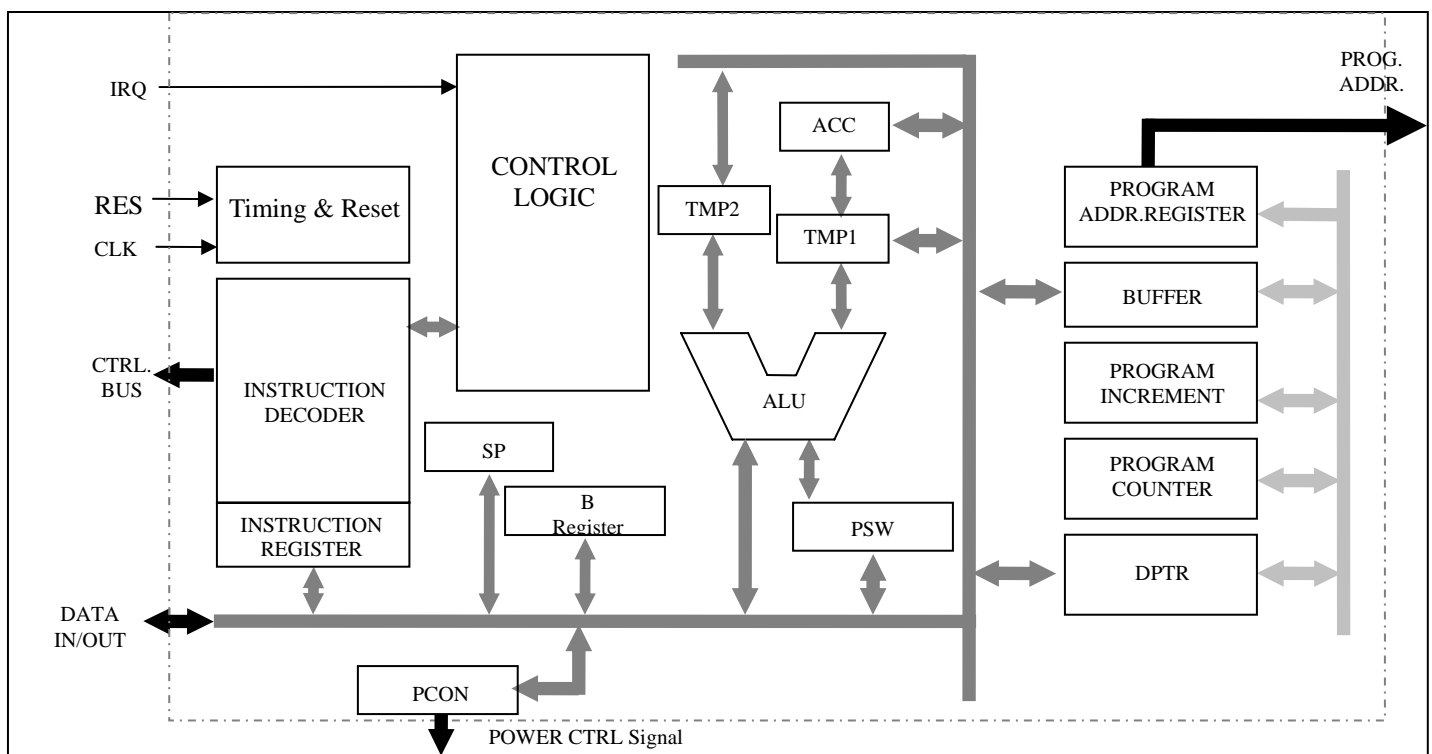 PROG.
ADDR.
IRQ
ACC
CONTROL
LOGIC
PROGRAM
ADDR.REGISTER
RES
Timing & Reset
TMP2
TMP1
CLK
BUFFER
CTRL.
BUS
INSTRUCTION
DECODER
ALU
PROGRAM
INCREMENT
SP
PROGRAM
COUNTER
B
Register
INSTRUCTION
REGISTER
PSW
DPTR
DATA
IN/OUT
PCON
POWER CTRL Signal